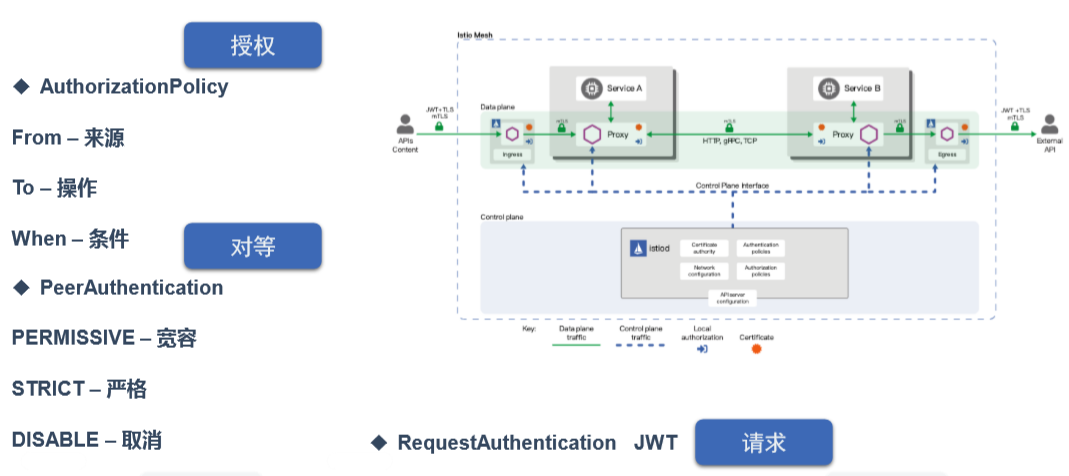 授权
◆ AuthorizationPolicy
From – 来源
To – 操作
When – 条件
对等
◆ PeerAuthentication
PERMISSIVE – 宽容
STRICT – 严格
DISABLE – 取消
Istio Mesh
Data plane
Service A
Service B
JWT+TLS
mTLS
APIs
Content
Ingress
mTLS
Proxy
mTLS
HTTP, gRPC, TCP
Proxy
mTLS
Egress
JWT +TLS
mTLS
External
API
Control Plane Interface
Control plane
istiod
Certificate
authority
Authentication
policies
Network
configuration
Authorization
policies
API server
configuration
Key:
Data plane
traffic
Control plane
traffic
Local
authorization
Certificate
◆ RequestAuthentication JWT
请求